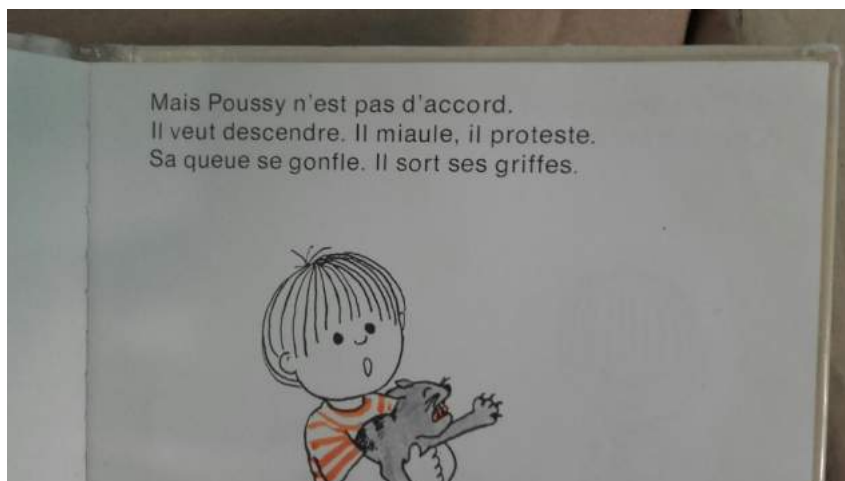 Mais Poussy n'est pas d'accord.
Il veut descendre. Il miaule, il proteste.
Sa queue se gonfle. Il sort ses griffes.